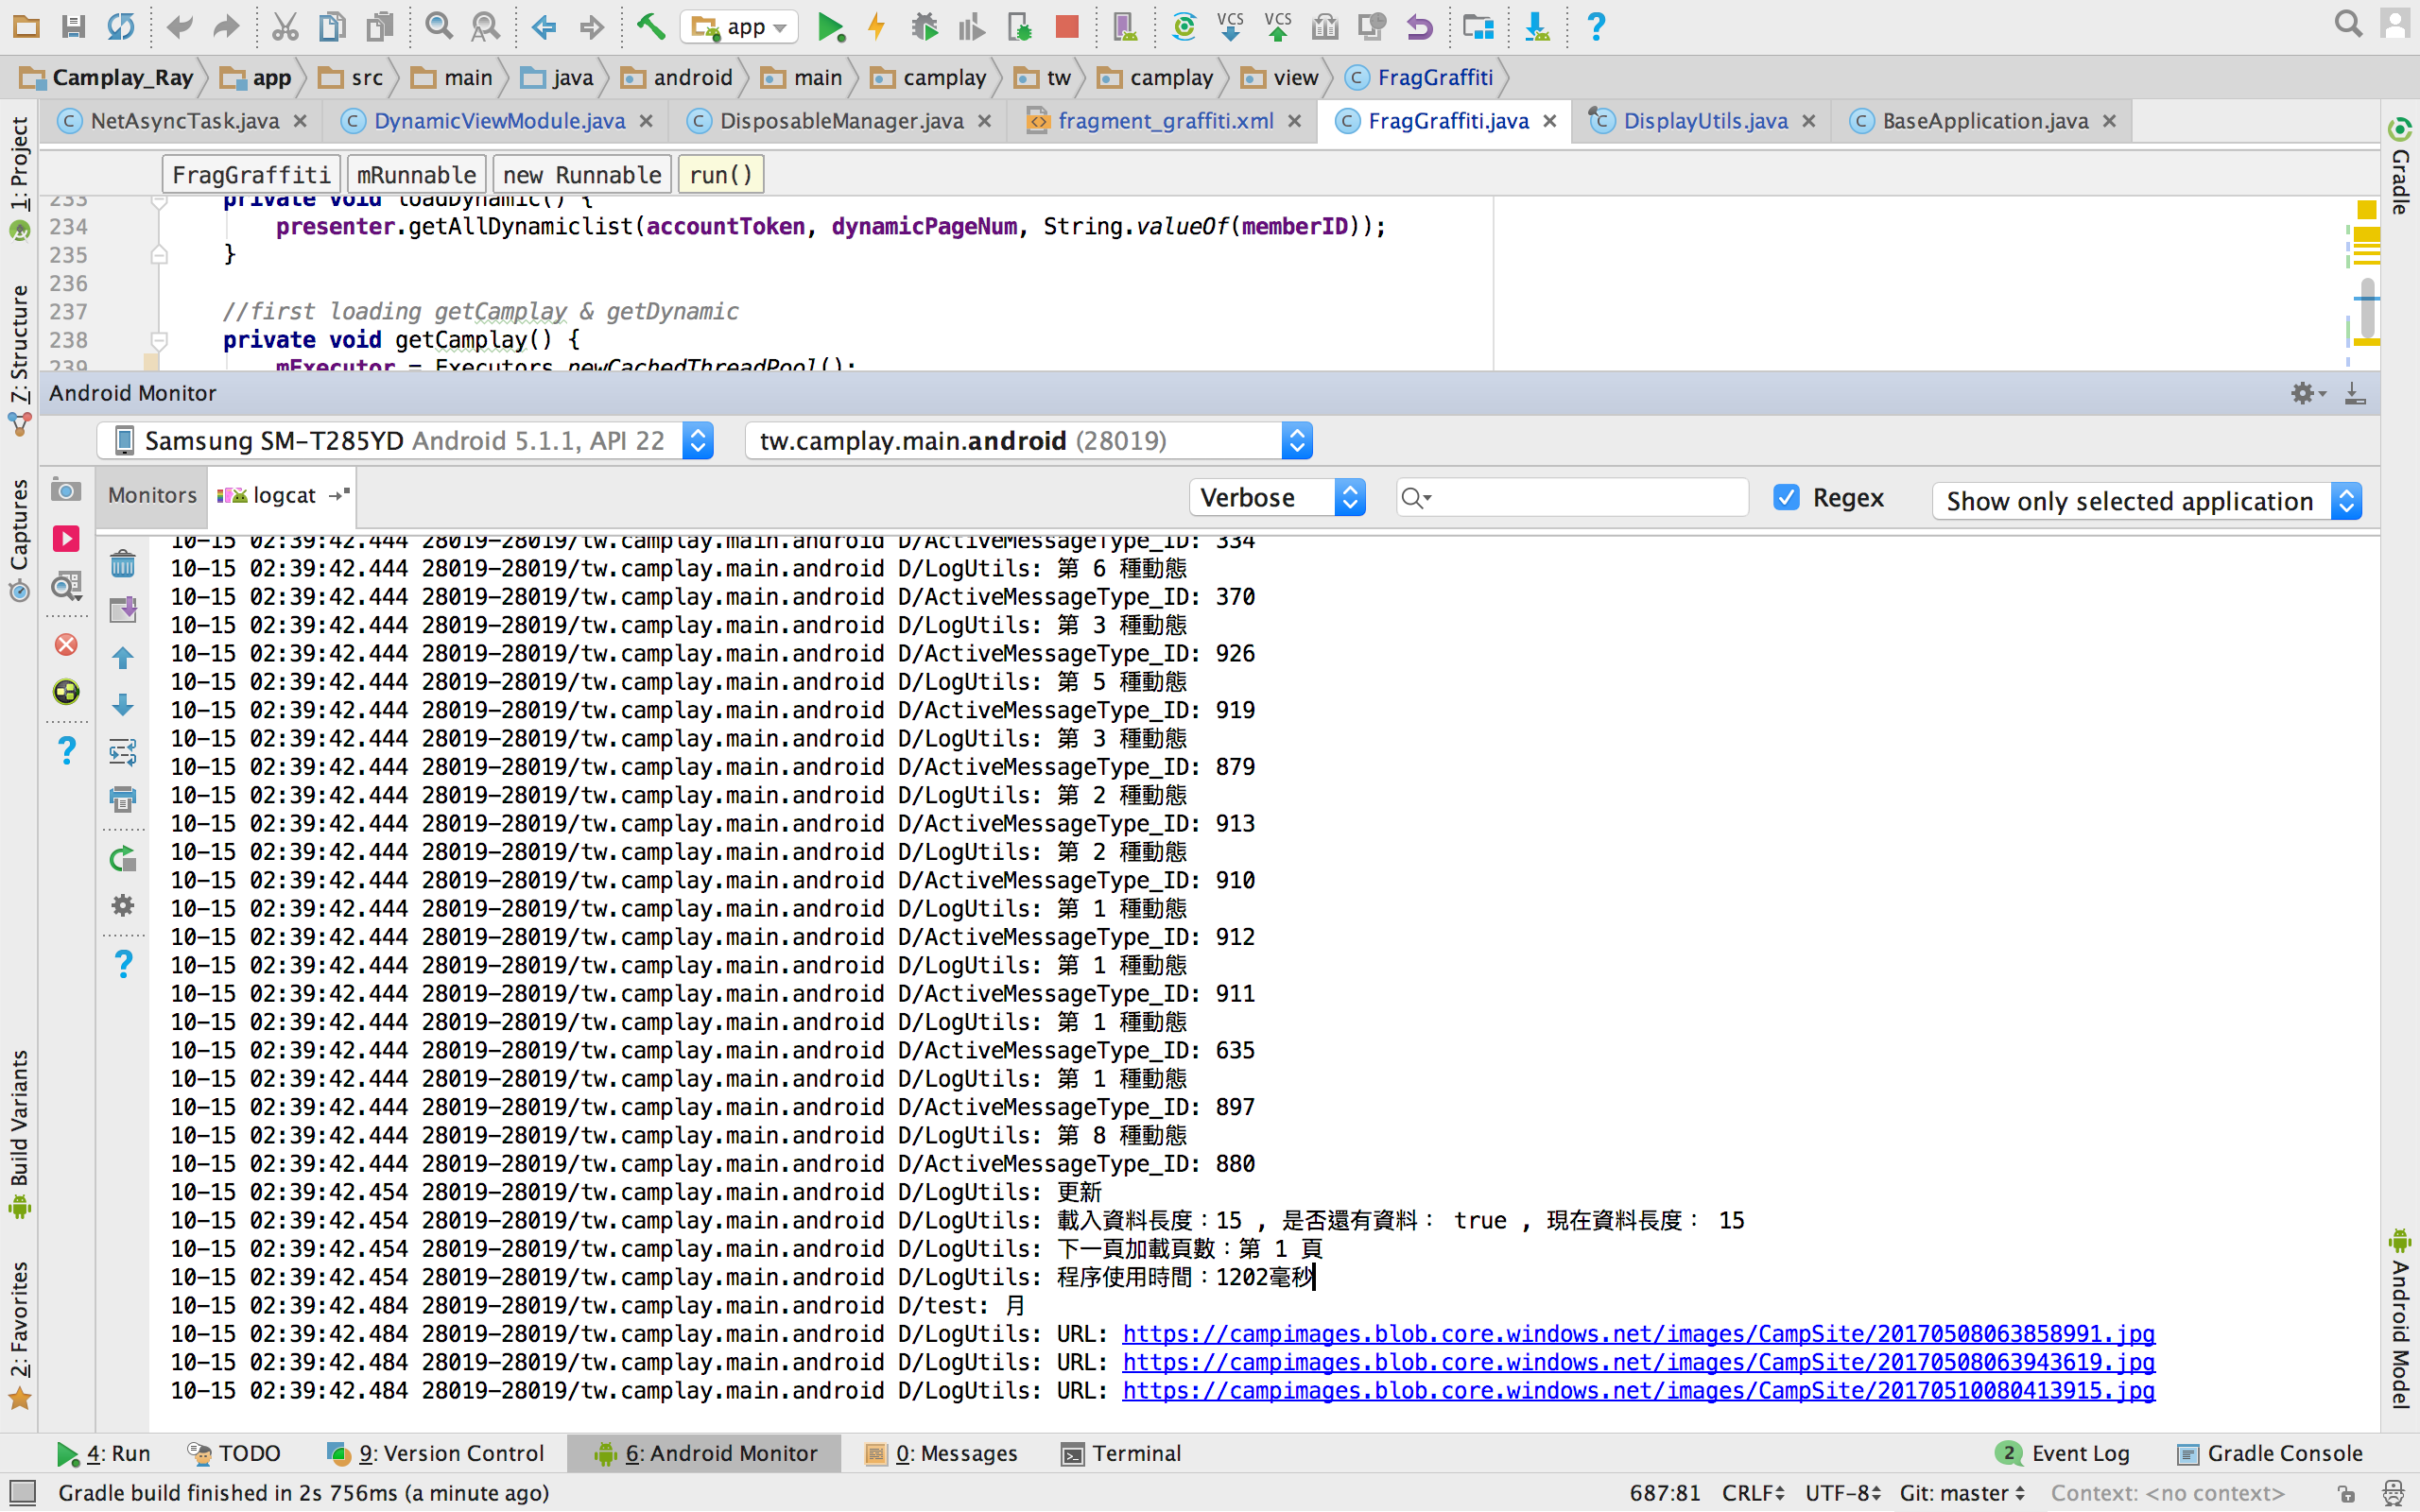 app
VCS VCS
Camplay_Ray app src main java android main camplay tw camplay view FragGraffiti
NetAsyncTask.java DynamicViewModule.java DisposableManager.java fragment_graffiti.xml FragGraffiti.java DisplayUtils.java BaseApplication.java
FragGraffiti mRunnable new Runnable run()
233 private void loadDynamic() {
234 presenter.getAllDynamiclist(accountToken, dynamicPageNum, String.valueOf(memberID));
235 }
236
237 //first loading getCamplay & getDynamic
238 private void getCamplay() {
239 mExecutor = Executors.newCachedThreadPool();
Android Monitor
Samsung SM-T285YD Android 5.1.1, API 22 tw.camplay.main.android (28019)
Monitors logcat Verbose Regex Show only selected application
10-15 02:39:42.444 28019-28019/tw.camplay.main.android D/ActiveMessageType_ID: 334
10-15 02:39:42.444 28019-28019/tw.camplay.main.android D/LogUtils: 第 6 種動態
10-15 02:39:42.444 28019-28019/tw.camplay.main.android D/ActiveMessageType_ID: 370
10-15 02:39:42.444 28019-28019/tw.camplay.main.android D/LogUtils: 第 3 種動態
10-15 02:39:42.444 28019-28019/tw.camplay.main.android D/ActiveMessageType_ID: 926
10-15 02:39:42.444 28019-28019/tw.camplay.main.android D/LogUtils: 第 5 種動態
10-15 02:39:42.444 28019-28019/tw.camplay.main.android D/ActiveMessageType_ID: 919
10-15 02:39:42.444 28019-28019/tw.camplay.main.android D/LogUtils: 第 3 種動態
10-15 02:39:42.444 28019-28019/tw.camplay.main.android D/ActiveMessageType_ID: 879
10-15 02:39:42.444 28019-28019/tw.camplay.main.android D/LogUtils: 第 2 種動態
10-15 02:39:42.444 28019-28019/tw.camplay.main.android D/ActiveMessageType_ID: 913
10-15 02:39:42.444 28019-28019/tw.camplay.main.android D/LogUtils: 第 2 種動態
10-15 02:39:42.444 28019-28019/tw.camplay.main.android D/ActiveMessageType_ID: 910
10-15 02:39:42.444 28019-28019/tw.camplay.main.android D/LogUtils: 第 1 種動態
10-15 02:39:42.444 28019-28019/tw.camplay.main.android D/ActiveMessageType_ID: 912
10-15 02:39:42.444 28019-28019/tw.camplay.main.android D/LogUtils: 第 1 種動態
10-15 02:39:42.444 28019-28019/tw.camplay.main.android D/ActiveMessageType_ID: 911
10-15 02:39:42.444 28019-28019/tw.camplay.main.android D/LogUtils: 第 1 種動態
10-15 02:39:42.444 28019-28019/tw.camplay.main.android D/ActiveMessageType_ID: 635
10-15 02:39:42.444 28019-28019/tw.camplay.main.android D/LogUtils: 第 1 種動態
10-15 02:39:42.444 28019-28019/tw.camplay.main.android D/ActiveMessageType_ID: 897
10-15 02:39:42.444 28019-28019/tw.camplay.main.android D/LogUtils: 第 8 種動態
10-15 02:39:42.444 28019-28019/tw.camplay.main.android D/ActiveMessageType_ID: 880
10-15 02:39:42.454 28019-28019/tw.camplay.main.android D/LogUtils: 更新
10-15 02:39:42.454 28019-28019/tw.camplay.main.android D/LogUtils: 載入資料長度：15 , 是否還有資料： true , 現在資料長度： 15
10-15 02:39:42.454 28019-28019/tw.camplay.main.android D/LogUtils: 下一頁加載頁數：第 1 頁
10-15 02:39:42.454 28019-28019/tw.camplay.main.android D/LogUtils: 程序使用時間：1202毫秒
10-15 02:39:42.484 28019-28019/tw.camplay.main.android D/test: 月
10-15 02:39:42.484 28019-28019/tw.camplay.main.android D/LogUtils: URL: https://campimages.blob.core.windows.net/images/CampSite/20170508063858991.jpg
10-15 02:39:42.484 28019-28019/tw.camplay.main.android D/LogUtils: URL: https://campimages.blob.core.windows.net/images/CampSite/20170508063943619.jpg
10-15 02:39:42.484 28019-28019/tw.camplay.main.android D/LogUtils: URL: https://campimages.blob.core.windows.net/images/CampSite/20170510080413915.jpg
1: Project
7: Structure
Captures
Build Variants
2: Favorites
Gradle
Android Model
4: Run TODO 9: Version Control 6: Android Monitor 0: Messages Terminal 2 Event Log Gradle Console
Gradle build finished in 2s 756ms (a minute ago) 687:81 CRLF UTF-8 Git: master Context: <no context>